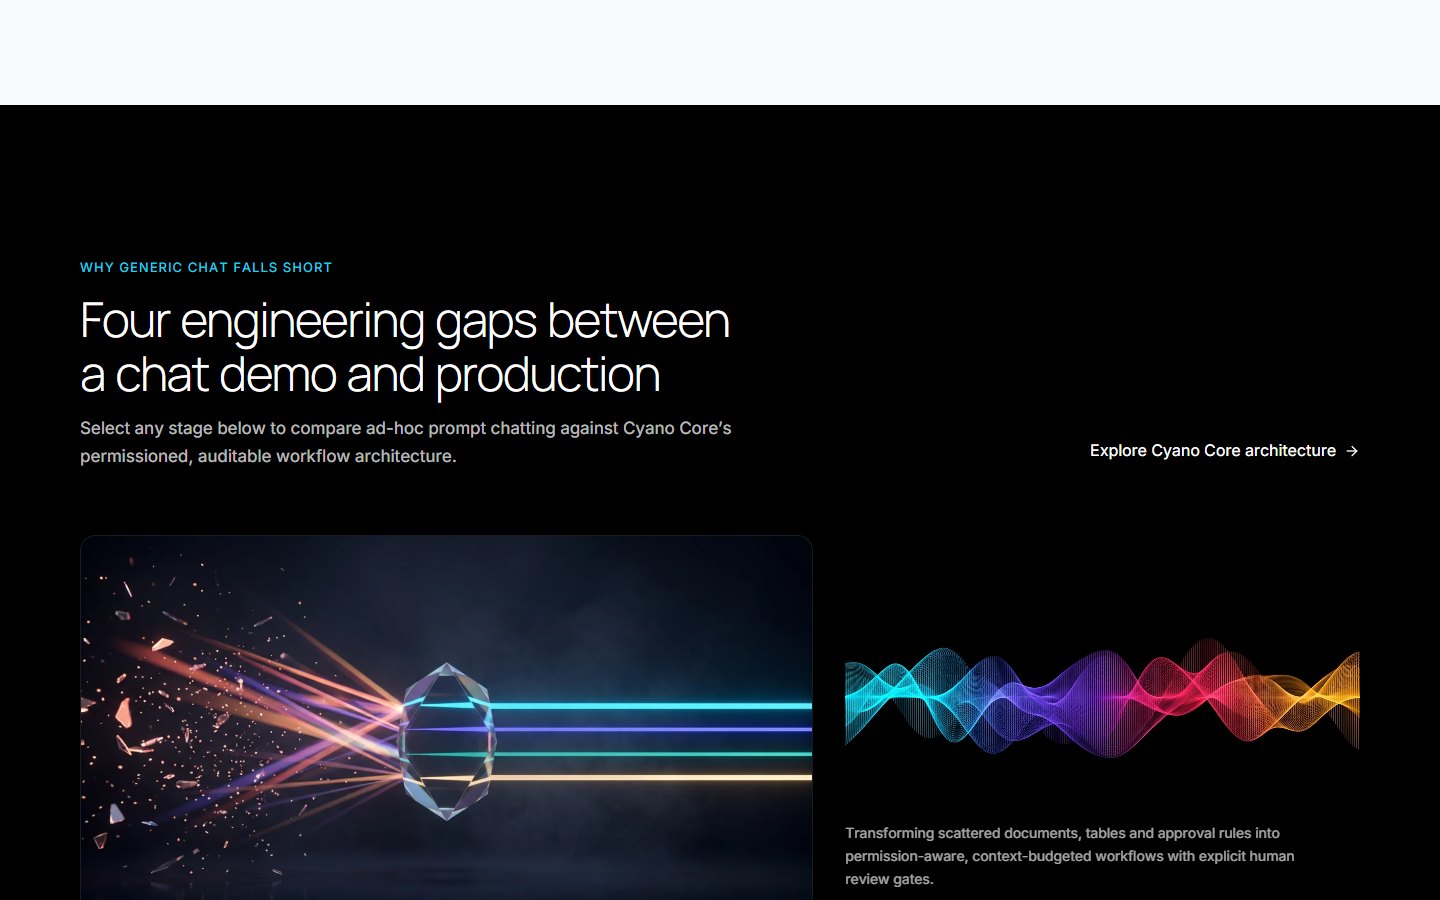 WHY GENERIC CHAT FALLS SHORT
Four engineering gaps between
a chat demo and production
Select any stage below to compare ad-hoc prompt chatting against Cyano Core’s
permissioned, auditable workflow architecture.
Explore Cyano Core architecture →
Transforming scattered documents, tables and approval rules into
permission-aware, context-budgeted workflows with explicit human
review gates.